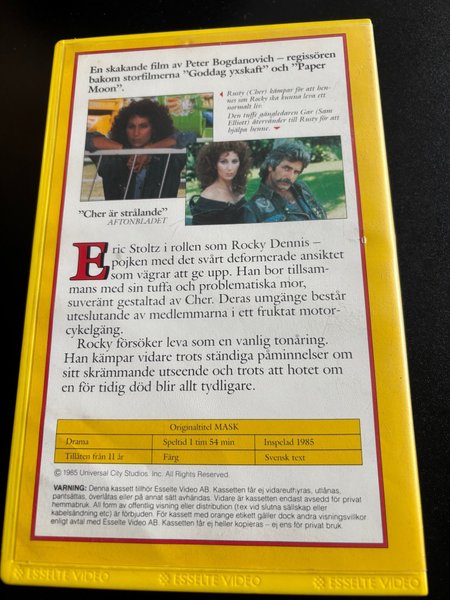 En skakande film av Peter Bogdanovich – regissören
bakom storfilmerna "Goddag yxskaft" och "Paper
Moon".
Rusty (Cher) kämpar för att hen-
nes son Rocky ska kunna leva ett
normalt liv.
Den tuffe gängledaren Gar (Sam
Elliott) återvänder till Rusty för att
hjälpa henne.
"Cher är strålande"
AFTONBLADET
Eric Stoltz i rollen som Rocky Dennis –
pojken med det svårt deformerade ansiktet
som vägrar att ge upp. Han bor tillsam-
mans med sin tuffa och problematiska mor,
suveränt gestaltad av Cher. Deras umgänge består
uteslutande av medlemmarna i ett fruktat motor-
cykelgäng.
Rocky försöker leva som en vanlig tonåring.
Han kämpar vidare trots ständiga påminnelser om
sitt skrämmande utseende och trots att hotet om
en för tidig död blir allt tydligare.
Originaltitel MASK
Drama Speltid 1 tim 54 min Inspelad 1985
Tillåten från 11 år Färg Svensk text
© 1985 Universal City Studios. Inc. All Rights Reserved.
VARNING: Denna kassett tillhör Esselte Video AB. Kassetten får ej vidareuthyras, utlånas,
pantsättas, överlåtas eller på annat sätt avhändas. Vidare är kassetten endast avsedd för privat
hemmabruk. All form av offentlig visning eller distribution (tex vid slutna sällskap eller
kabelsändning etc) är förbjuden. För kassett med orange etikett gäller dock andra visningsvillkor
enligt avtal med Esselte Video AB. Kassetten får ej heller kopieras – ej ens för privat bruk.
ESSELTE VIDEO ESSELTE VIDEO ESSELTE VIDEO